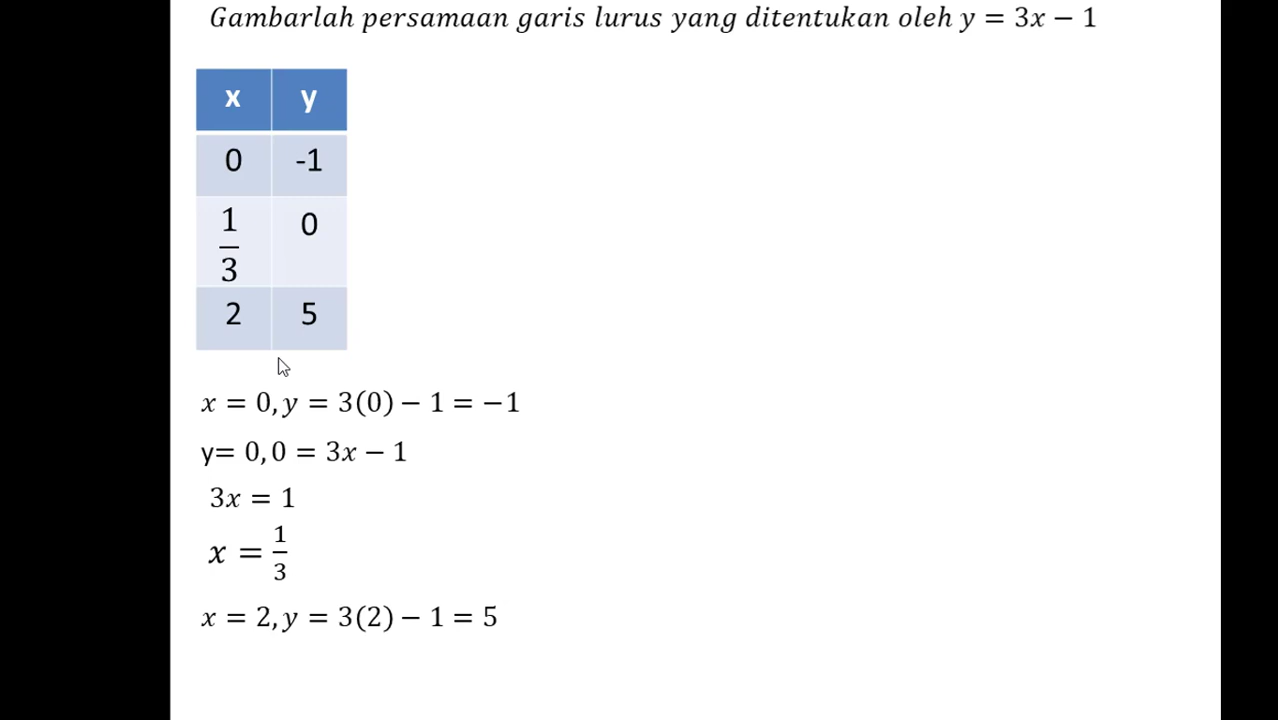 Gambarlah persamaan garis lurus yang ditentukan oleh y = 3x − 1
x y
0 -1
1/3 0
2 5
x = 0, y = 3(0) − 1 = −1
y= 0, 0 = 3x − 1
3x = 1
x = 1/3
x = 2, y = 3(2) − 1 = 5